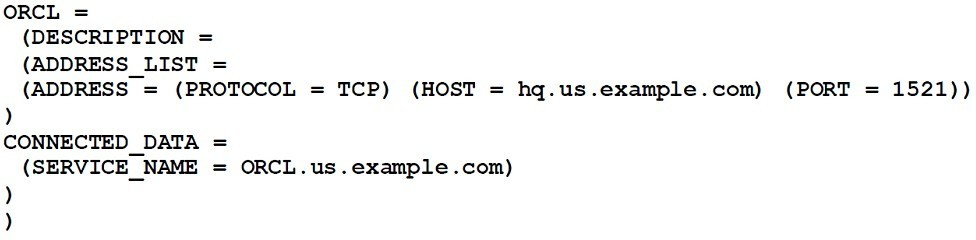 ORCL =
(DESCRIPTION =
(ADDRESS_LIST =
(ADDRESS = (PROTOCOL = TCP) (HOST = hq.us.example.com) (PORT = 1521))
)
CONNECTED_DATA =
(SERVICE_NAME = ORCL.us.example.com)
)
)